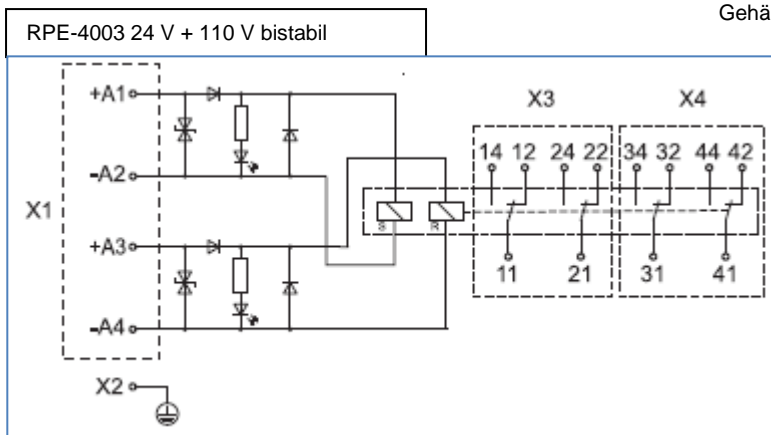 Gehä
RPE-4003 24 V + 110 V bistabil
+A1
X3
X4
14 12 24 22 34 32 44 42
-A2
X1
S
R
+A3
11
21
31
41
-A4
X2